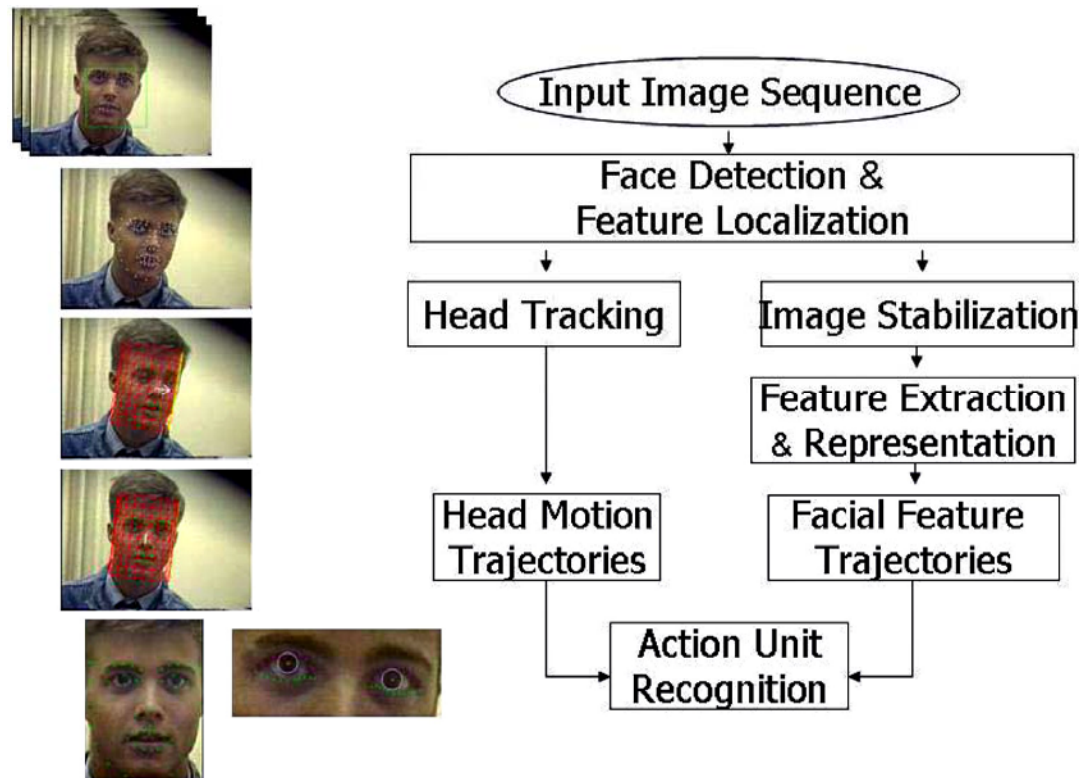 Input Image Sequence
Face Detection &
Feature Localization
Head Tracking
Image Stabilization
Feature Extraction
& Representation
Head Motion
Trajectories
Facial Feature
Trajectories
Action Unit
Recognition